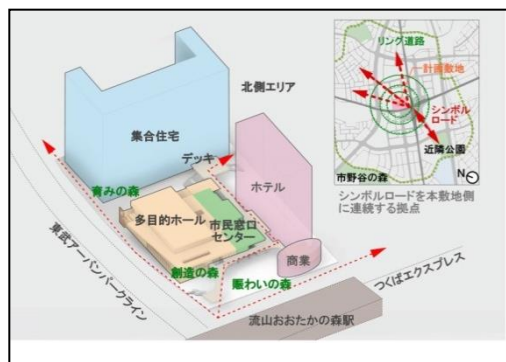 北側エリア
集合住宅
デッキ
ホテル
育みの森
多目的ホール
市民窓口
センター
商業
創造の森
賑わいの森
東武アーバンパークライン
つくばエクスプレス
流山おおたかの森駅
リング道路
計画敷地
シンボル
ロード
近隣公園
市野谷の森
N
シンボルロードを本敷地側
に連続する拠点